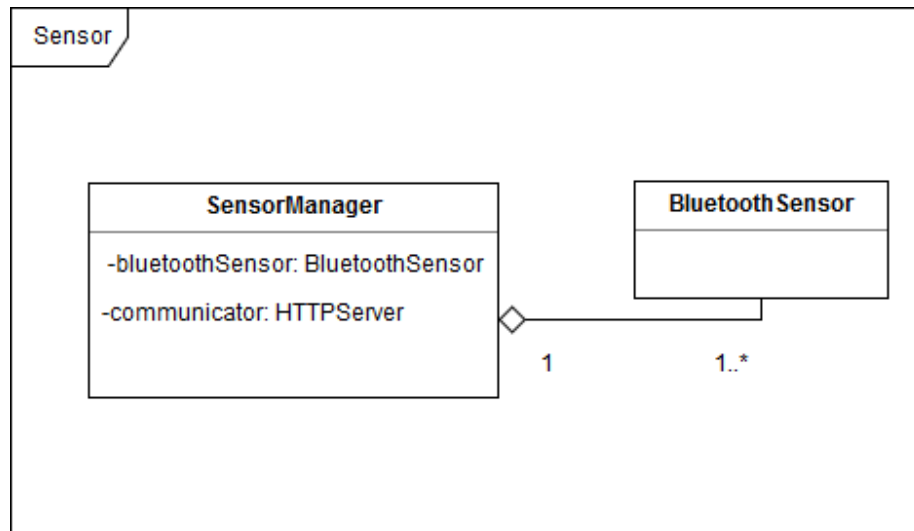 Sensor
SensorManager
-bluetoothSensor: BluetoothSensor
-communicator: HTTPServer
BluetoothSensor
1
1..*